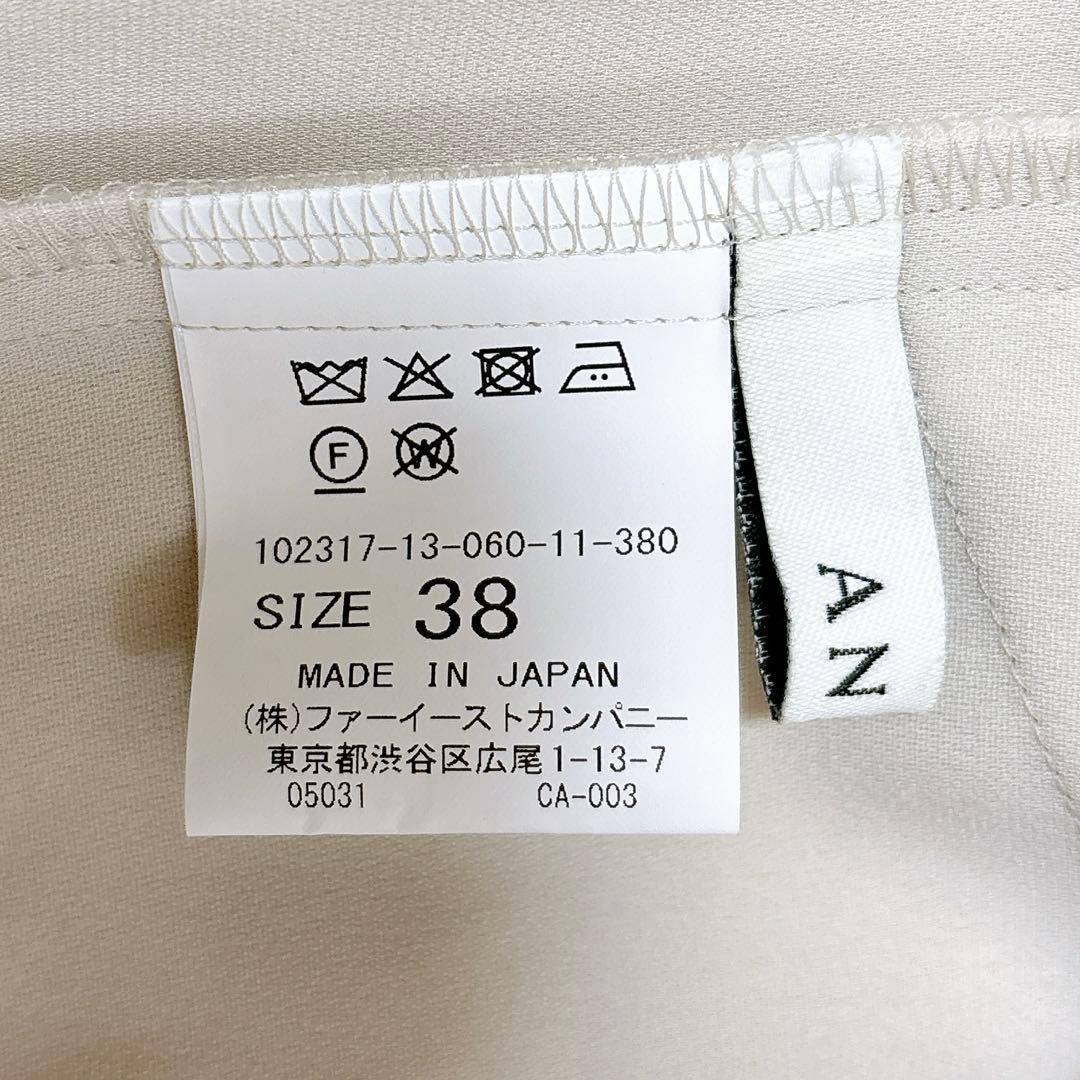 F
W
102317-13-060-11-380
SIZE 38
MADE IN JAPAN
(株)ファーイーストカンパニー
東京都渋谷区広尾1-13-7
05031 CA-003
AN